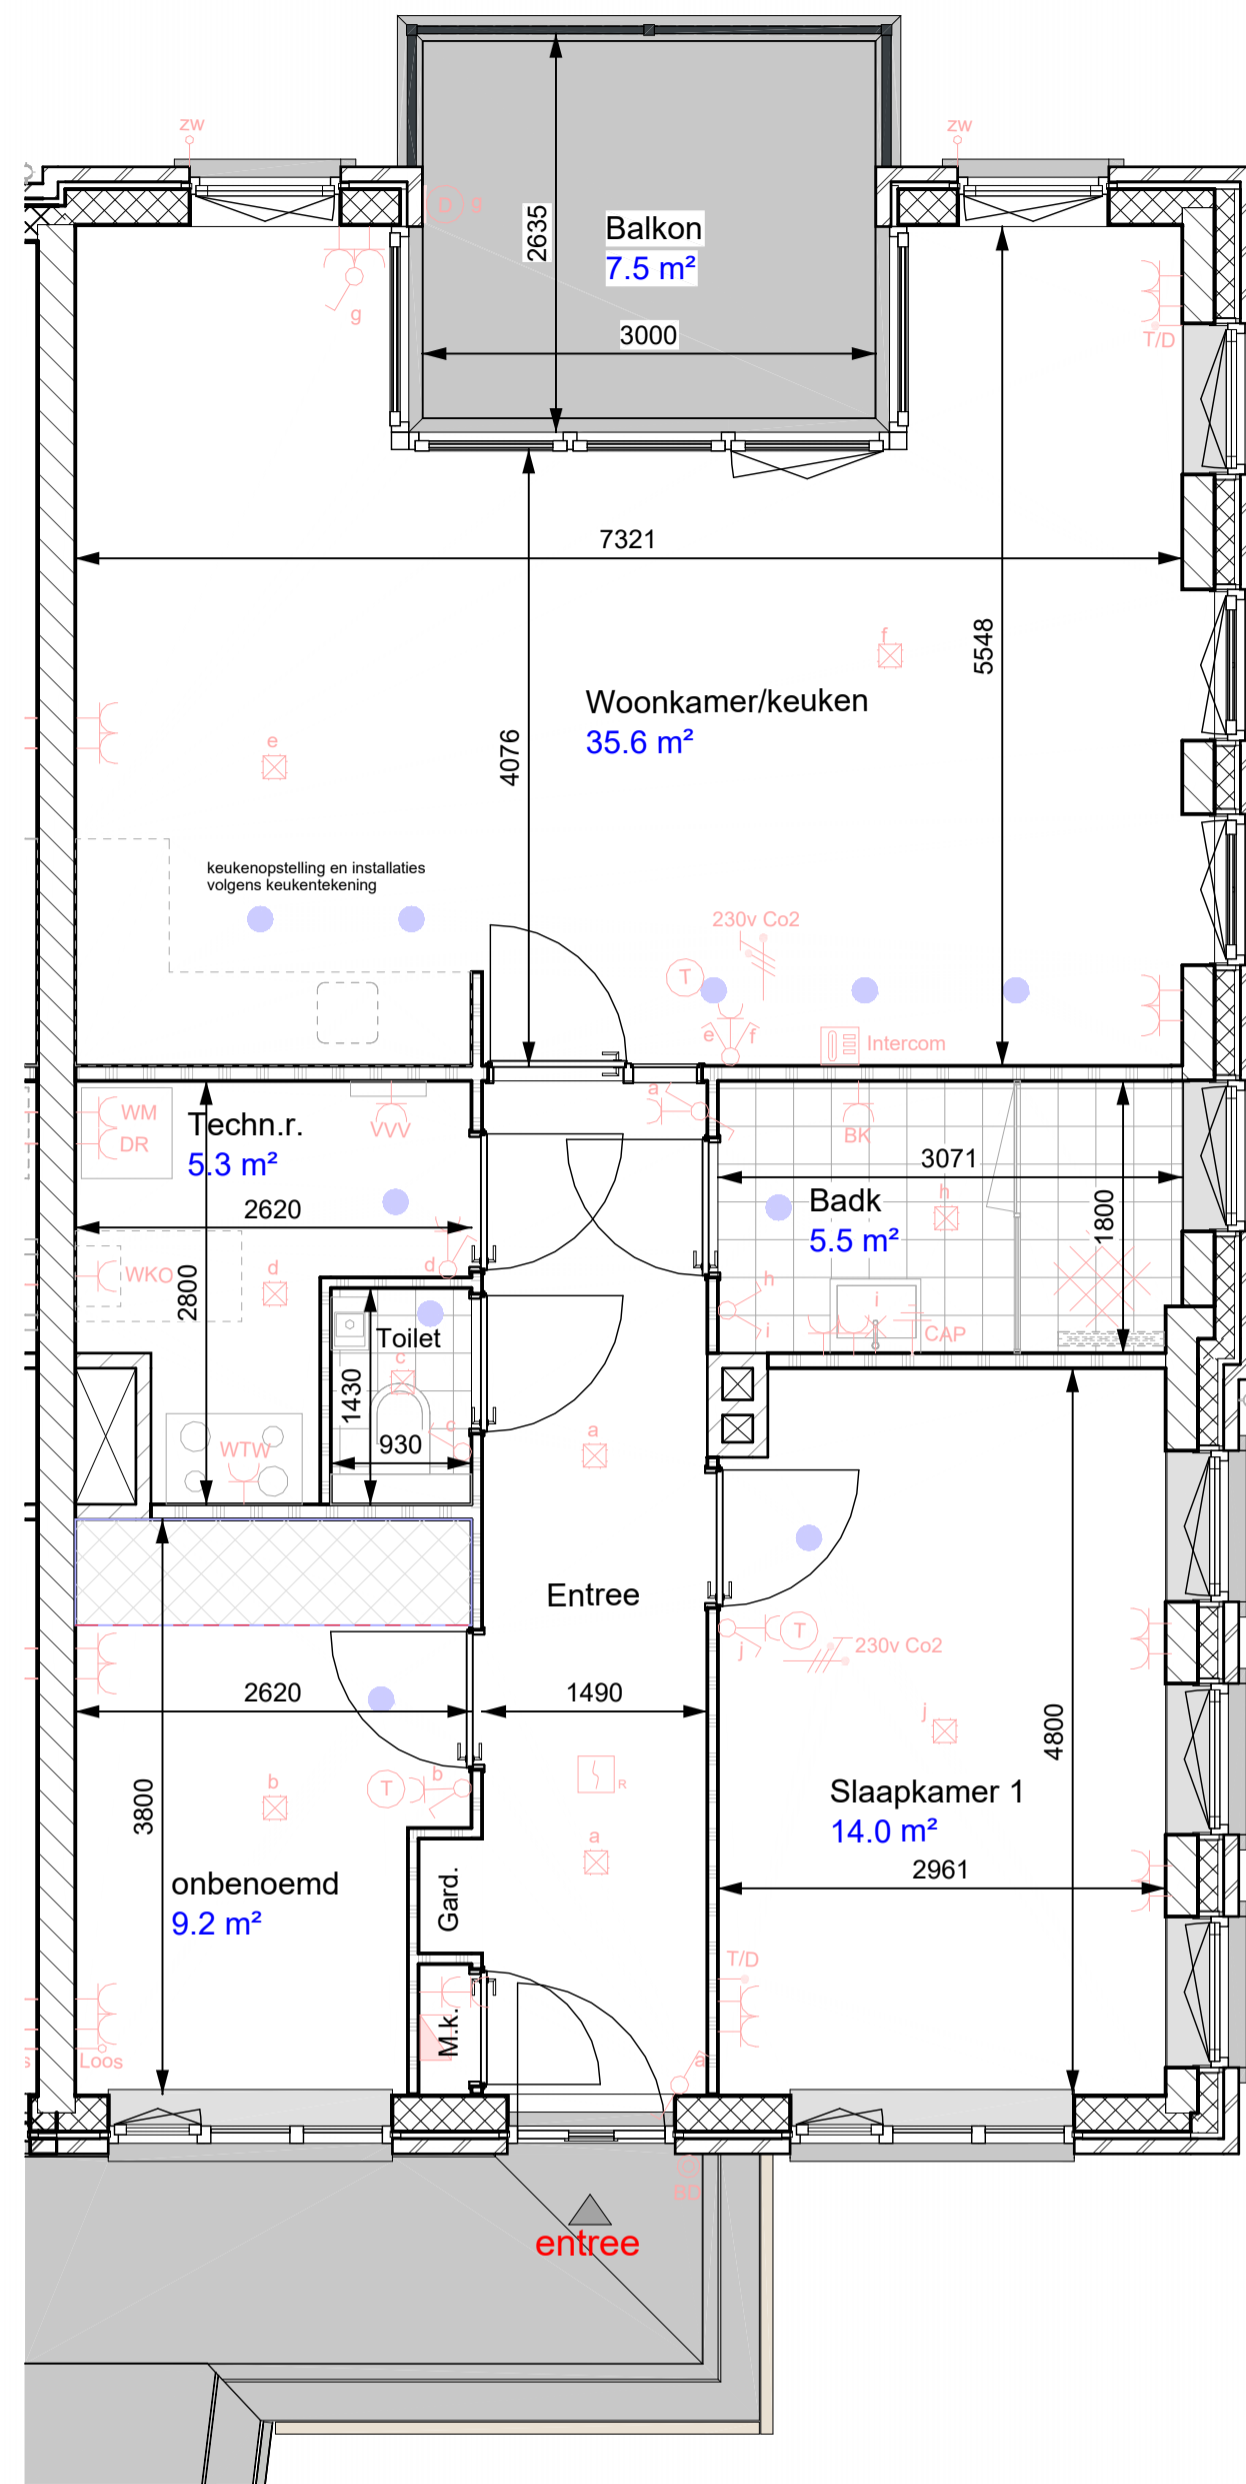 zw
zw
D
g
g
2635
Balkon
7.5 m²
3000
T/D
7321
5548
f
Woonkamer/keuken
35.6 m²
4076
e
keukenopstelling en installaties
volgens keukentekening
230v Co2
T
e
f
Intercom
a
WM
DR
Techn.r.
5.3 m²
VVV
BK
3071
Badk
5.5 m²
h
1800
2620
d
WKO
d
2800
h
i
i
CAP
Toilet
c
1430
930
c
WTW
a
Entree
j
T
230v Co2
2620
1490
j
4800
b
T
b
R
3800
Slaapkamer 1
14.0 m²
a
2961
onbenoemd
9.2 m²
Gard.
T/D
M.k.
Loos
s
a
BD
entree